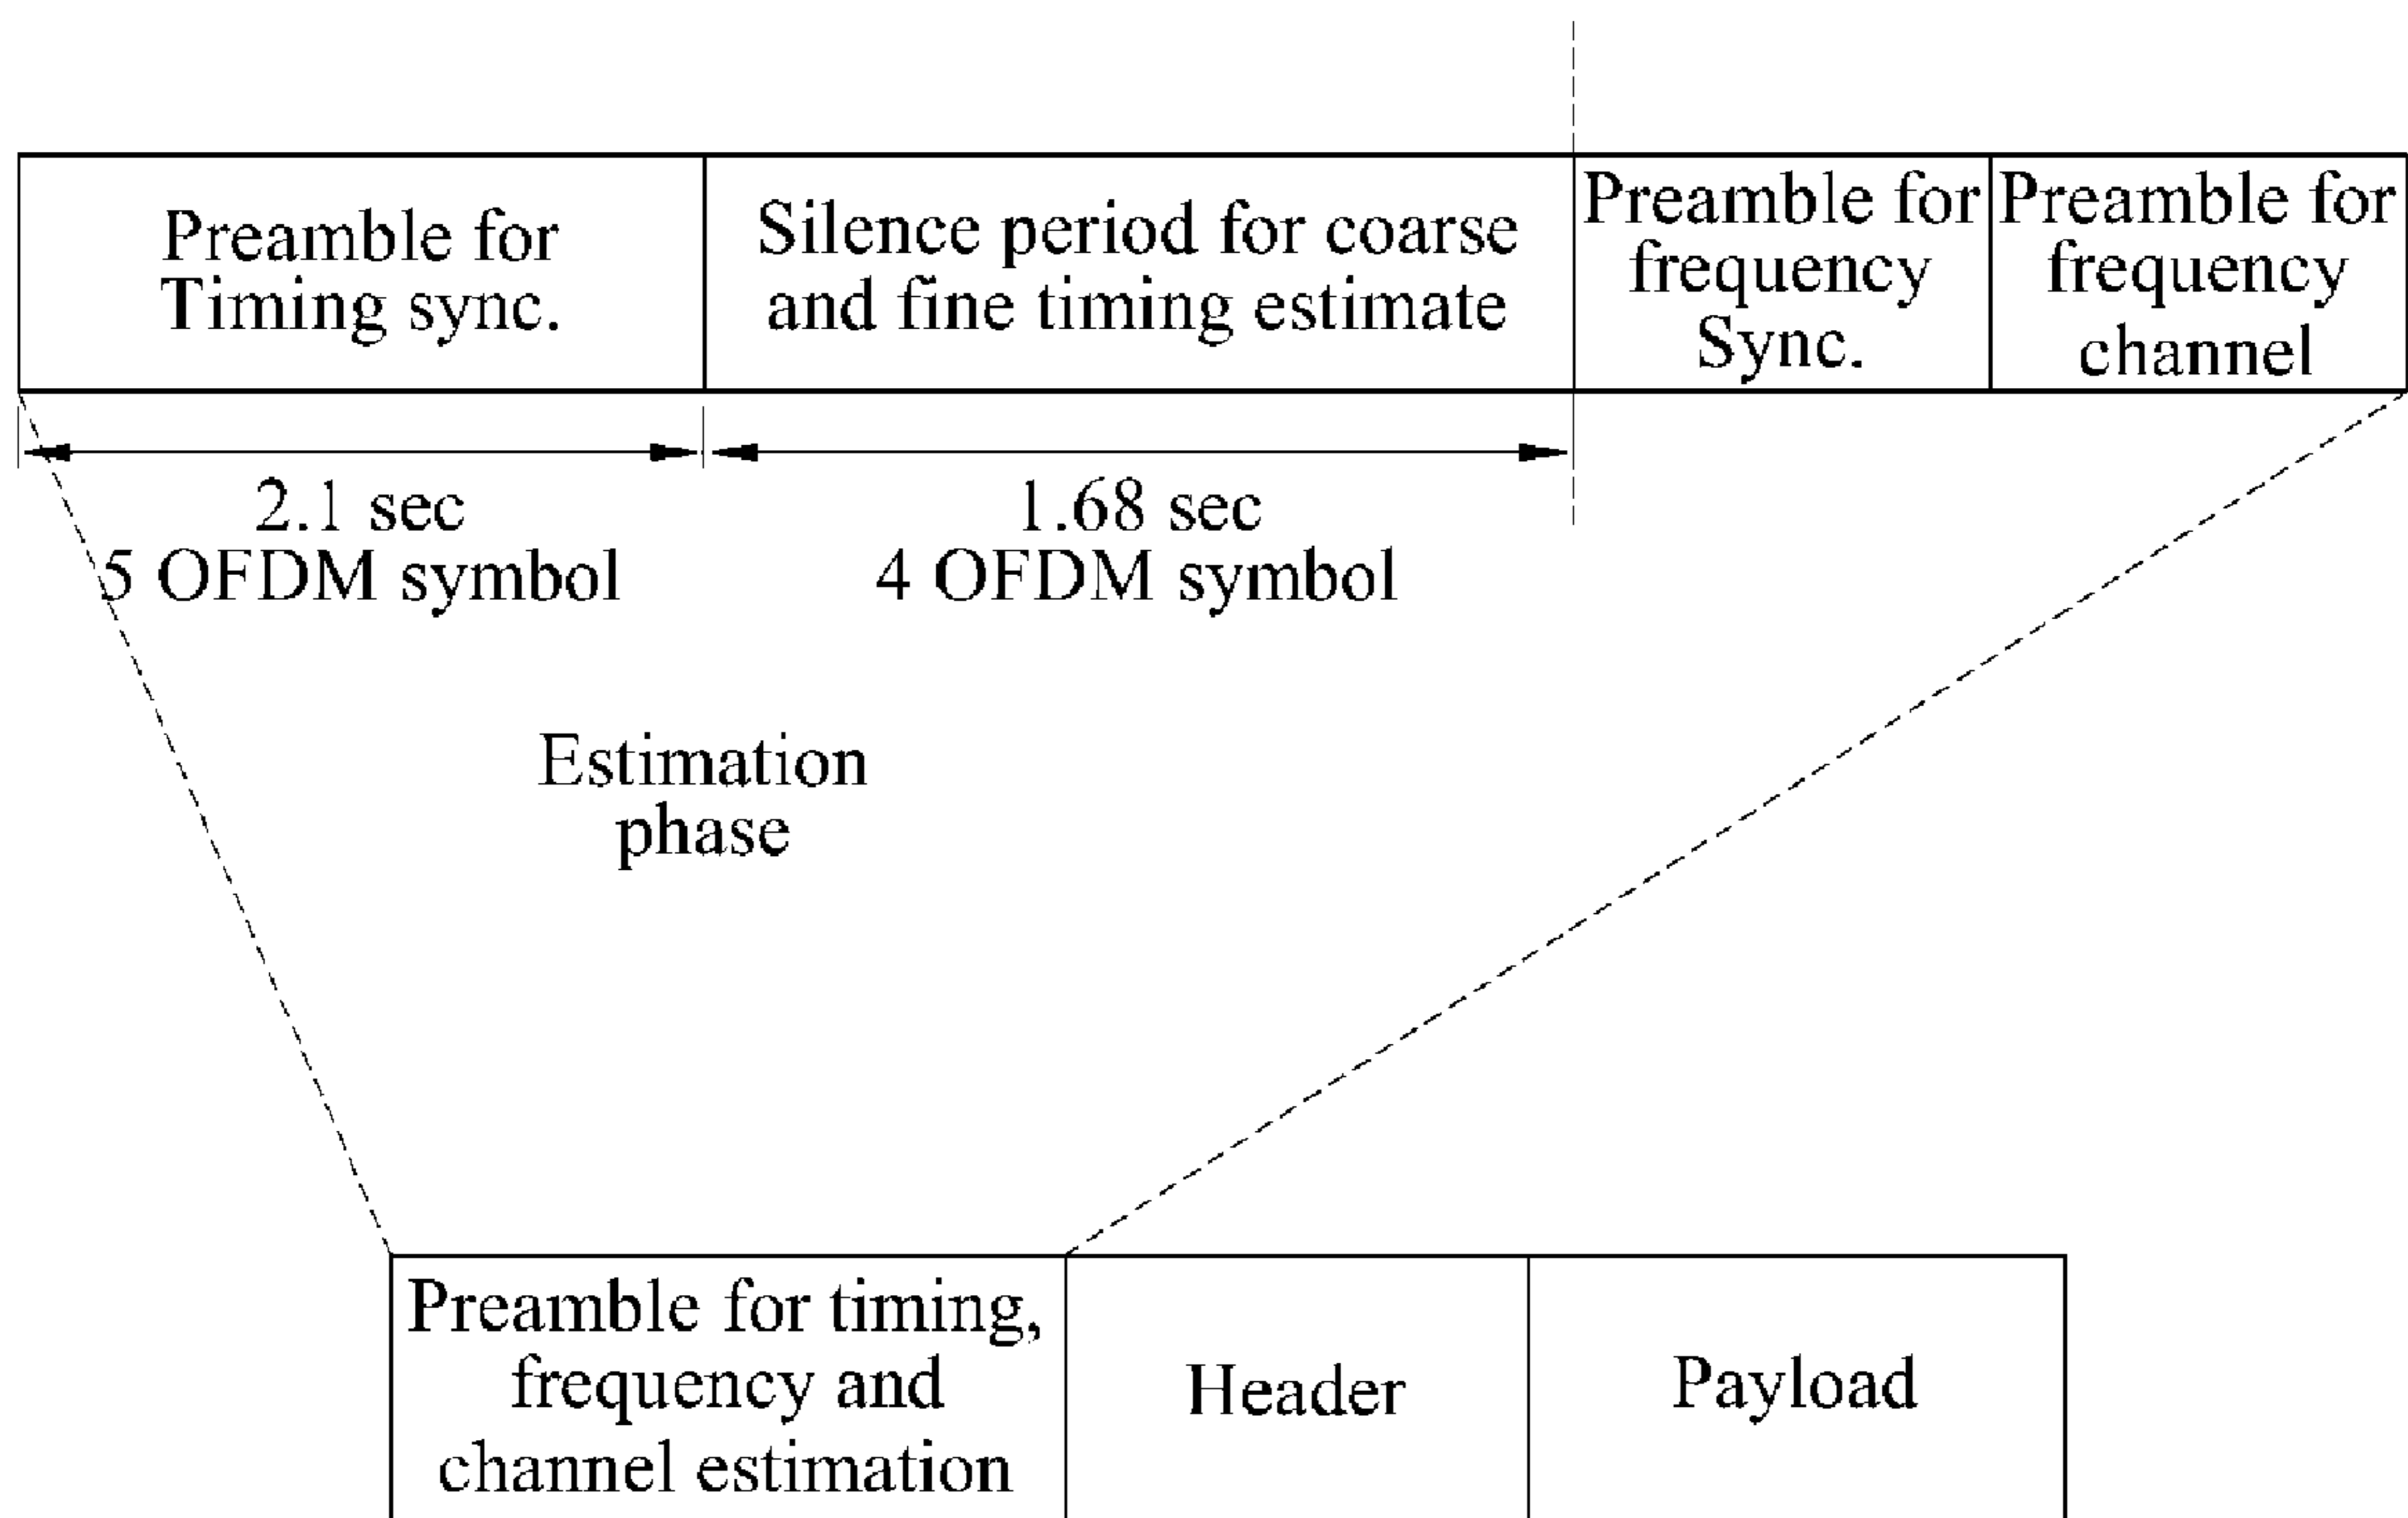 Preamble for
Timing sync.
Silence period for coarse
and fine timing estimate
Preamble for
frequency
Sync.
Preamble for
frequency
channel
2.1 sec
5 OFDM symbol
1.68 sec
4 OFDM symbol
Estimation
phase
Preamble for timing,
frequency and
channel estimation
Header
Payload